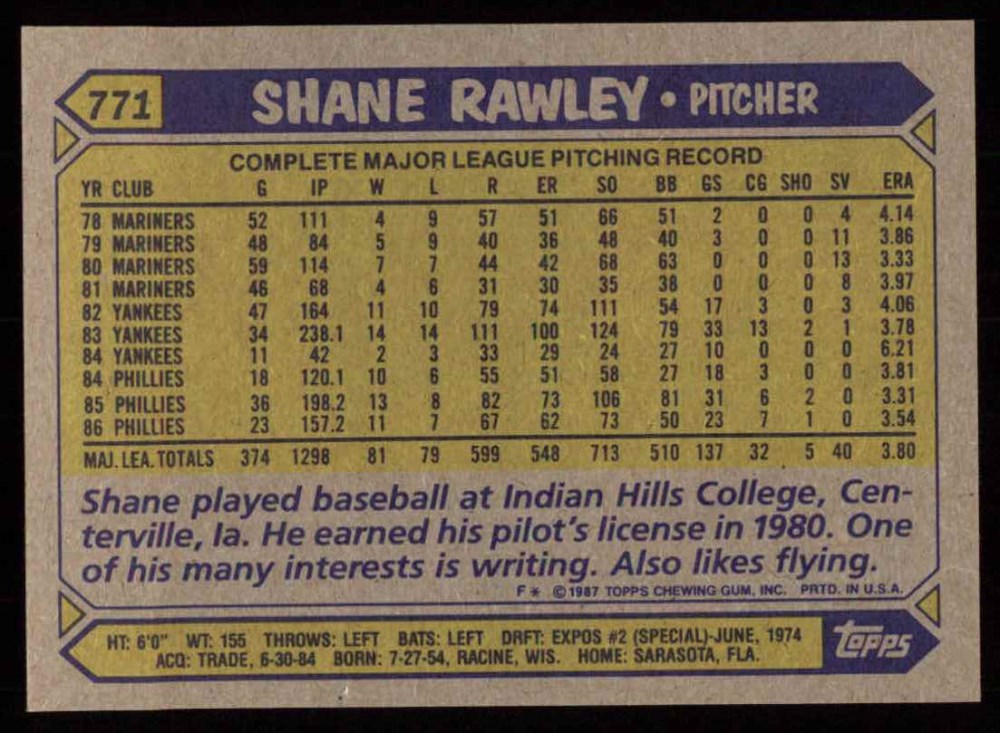 771 SHANE RAWLEY • PITCHER
COMPLETE MAJOR LEAGUE PITCHING RECORD
YR CLUB G IP W L R ER SO BB GS CG SHO SV ERA
78 MARINERS 52 111 4 9 57 51 66 51 2 0 0 4 4.14
79 MARINERS 48 84 5 9 40 36 48 40 3 0 0 11 3.86
80 MARINERS 59 114 7 7 44 42 68 63 0 0 0 13 3.33
81 MARINERS 46 68 4 6 31 30 35 38 0 0 0 8 3.97
82 YANKEES 47 164 11 10 79 74 111 54 17 3 0 3 4.06
83 YANKEES 34 238.1 14 14 111 100 124 79 33 13 2 1 3.78
84 YANKEES 11 42 2 3 33 29 24 27 10 0 0 0 6.21
84 PHILLIES 18 120.1 10 6 55 51 58 27 18 3 0 0 3.81
85 PHILLIES 36 198.2 13 8 82 73 106 81 31 6 2 0 3.31
86 PHILLIES 23 157.2 11 7 67 62 73 50 23 7 1 0 3.54
MAJ. LEA. TOTALS 374 1298 81 79 599 548 713 510 137 32 5 40 3.80
Shane played baseball at Indian Hills College, Cen-
terville, Ia. He earned his pilot's license in 1980. One
of his many interests is writing. Also likes flying.
F * © 1987 TOPPS CHEWING GUM, INC. PRTD. IN U.S.A.
HT: 6'0" WT: 155 THROWS: LEFT BATS: LEFT DRFT: EXPOS #2 (SPECIAL)-JUNE, 1974
ACQ: TRADE, 6-30-84 BORN: 7-27-54, RACINE, WIS. HOME: SARASOTA, FLA.
Topps